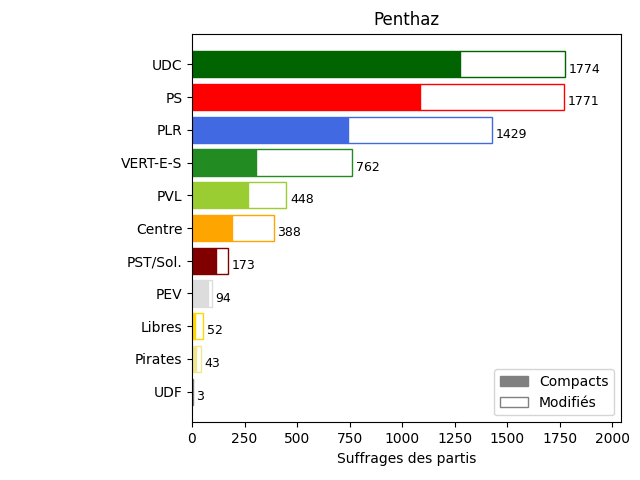 Penthaz
UDC 1774
PS 1771
PLR 1429
VERT-E-S 762
PVL 448
Centre 388
PST/Sol. 173
PEV 94
Libres 52
Pirates 43
UDF 3
Compacts
Modifiés
0 250 500 750 1000 1250 1500 1750 2000
Suffrages des partis